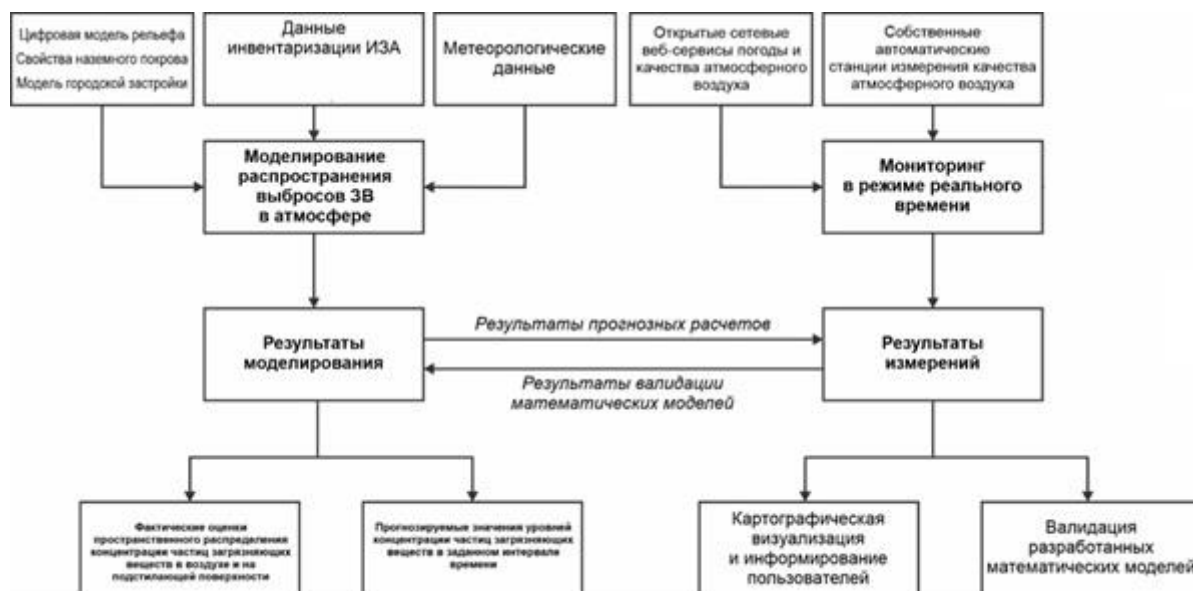 Цифровая модель рельефа
Свойства наземного покрова
Модель городской застройки
Данные
инвентаризации ИЗА
Метеорологические
данные
Открытые сетевые
веб-сервисы погоды и
качества атмосферного
воздуха
Собственные
автоматические
станции измерения качества
атмосферного воздуха
Моделирование
распространения
выбросов ЗВ
в атмосфере
Мониторинг
в режиме реального
времени
Результаты
моделирования
Результаты прогнозных расчетов
Результаты валидации
математических моделей
Результаты
измерений
Фактические оценки
пространственного распределения
концентрации частиц загрязняющих
веществ в воздухе и на
подстилающей поверхности
Прогнозируемые значения уровней
концентрации частиц загрязняющих
веществ в заданном интервале
времени
Картографическая
визуализация
и информирование
пользователей
Валидация
разработанных
математических моделей